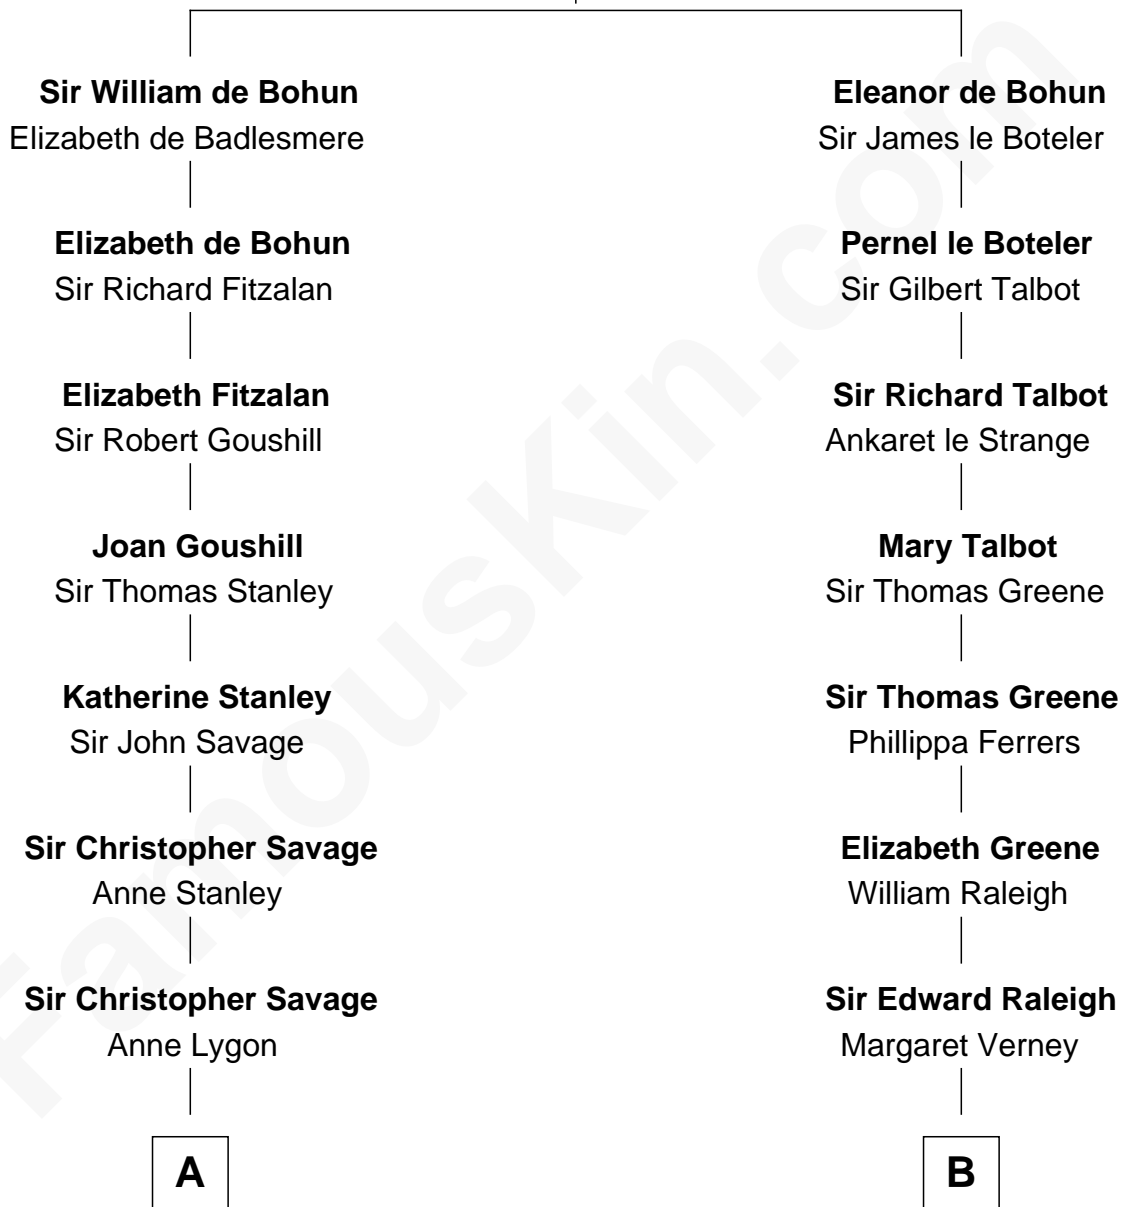 Sir William de Bohun
Elizabeth de Badlesmere
Elizabeth de Bohun
Sir Richard Fitzalan
Elizabeth Fitzalan
Sir Robert Goushill
Joan Goushill
Sir Thomas Stanley
Katherine Stanley
Sir John Savage
Sir Christopher Savage
Anne Stanley
Sir Christopher Savage
Anne Lygon
A
Eleanor de Bohun
Sir James le Boteler
Pernel le Boteler
Sir Gilbert Talbot
Sir Richard Talbot
Ankaret le Strange
Mary Talbot
Sir Thomas Greene
Sir Thomas Greene
Phillippa Ferrers
Elizabeth Greene
William Raleigh
Sir Edward Raleigh
Margaret Verney
B
FamousKin.com